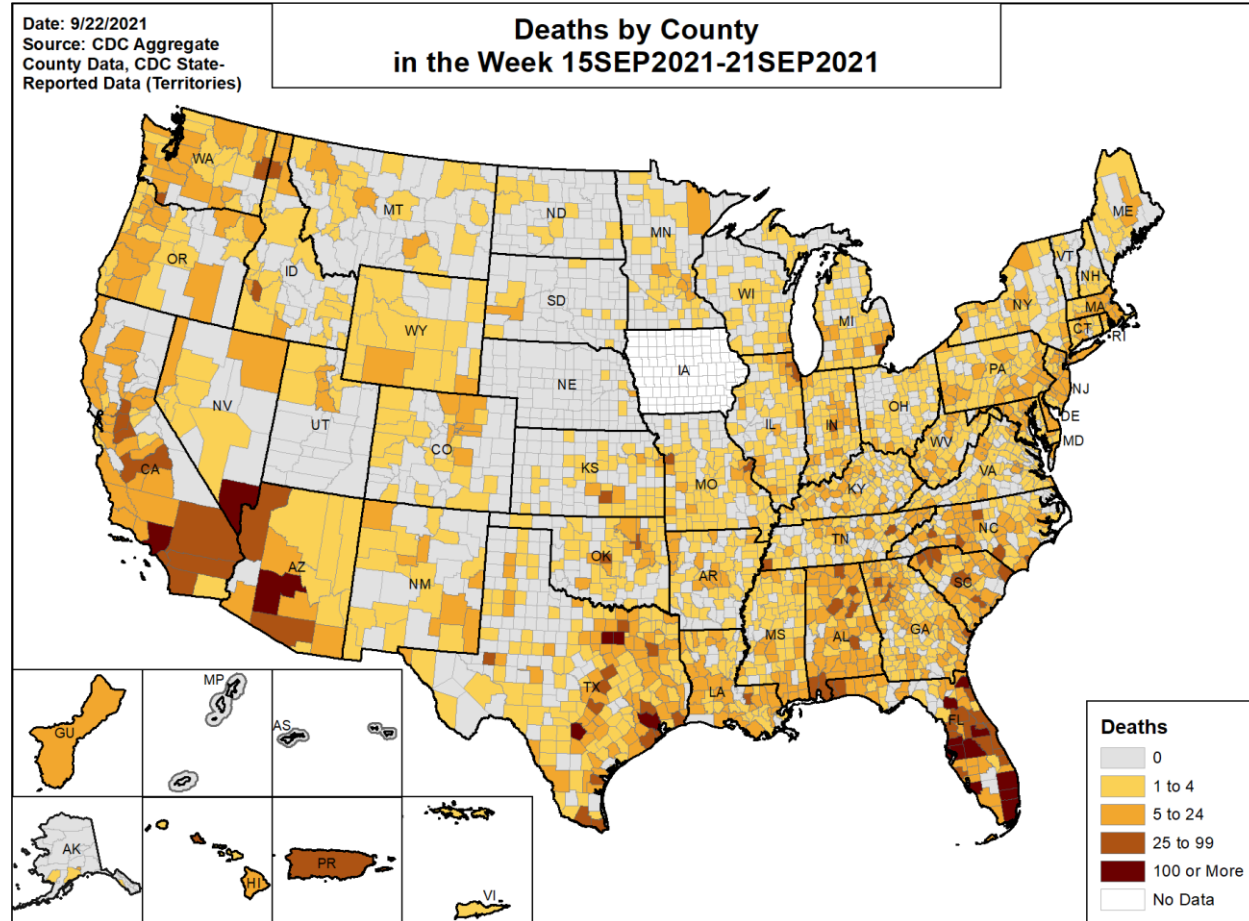 Date: 9/22/2021
Source: CDC Aggregate
County Data, CDC State-
Reported Data (Territories)
Deaths by County
in the Week 15SEP2021-21SEP2021
WA
MT
ND
MN
ME
OR
ID
SD
WI
MI
VT
NH
NY
MA
CT
RI
WY
IA
PA
NJ
NE
NV
UT
CO
IL
IN
OH
DE
MD
WV
CA
KS
MO
KY
VA
AZ
NM
OK
AR
TN
NC
SC
MS
AL
GA
TX
LA
FL
GU
MP
AS
AK
HI
PR
VI
Deaths
0
1 to 4
5 to 24
25 to 99
100 or More
No Data